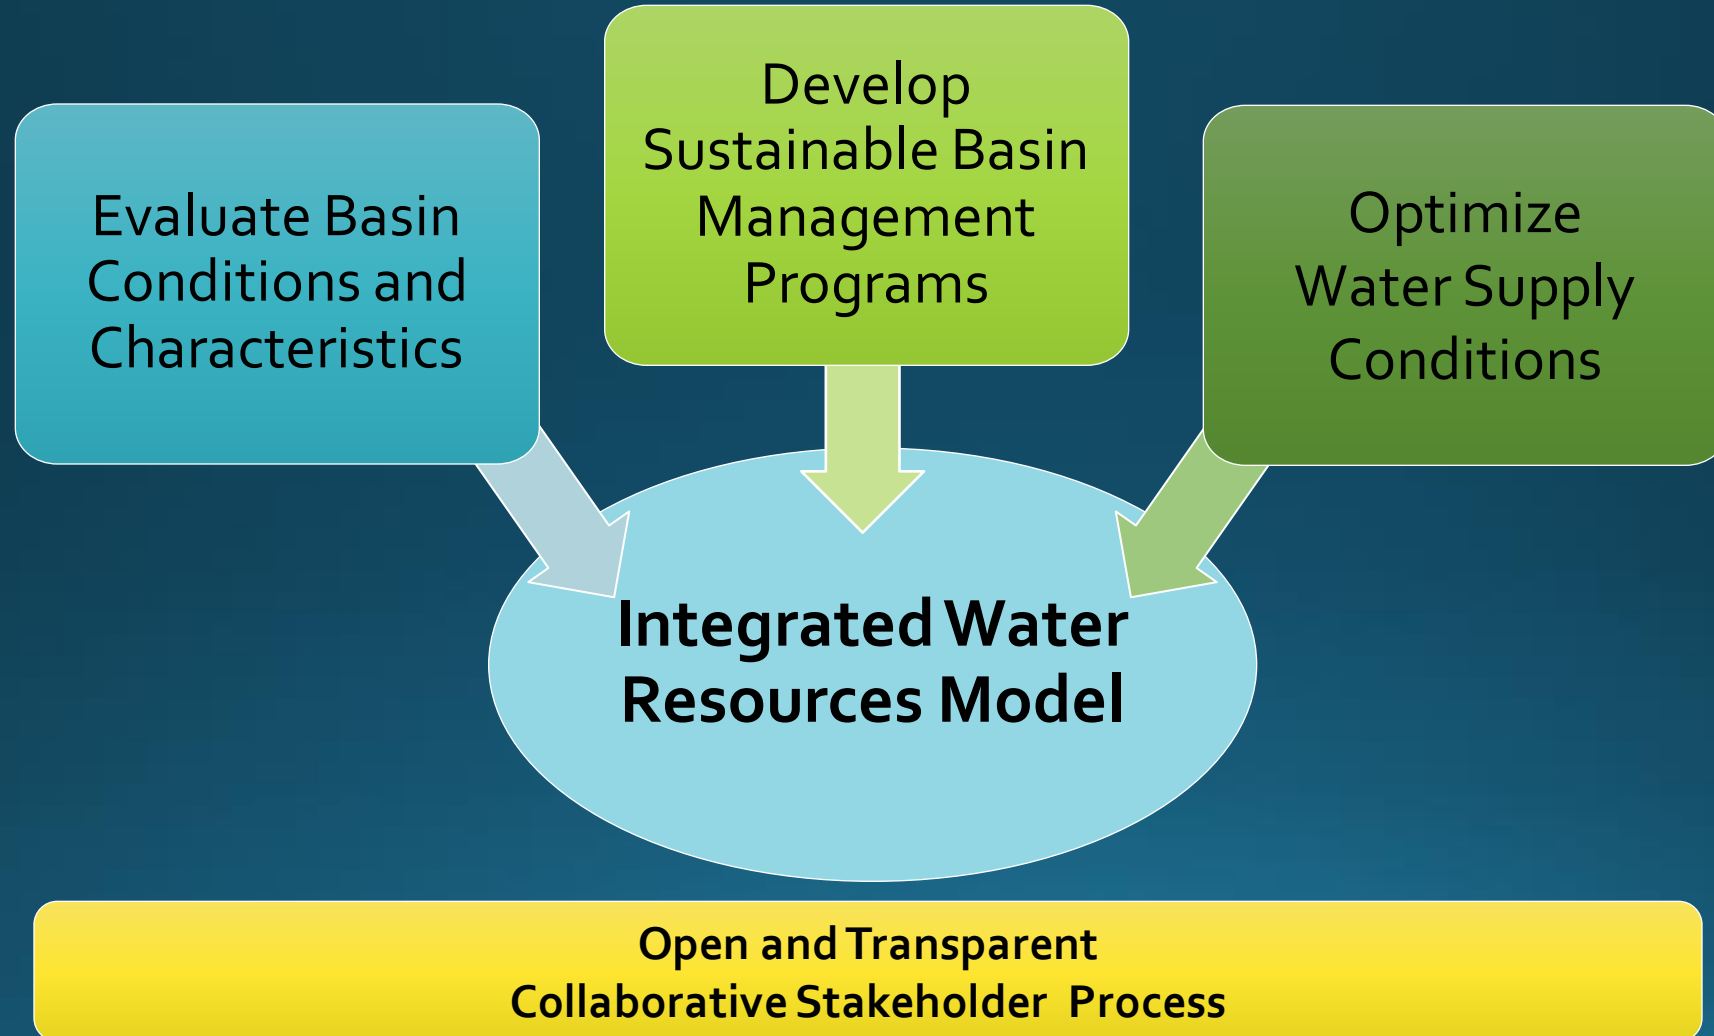 Evaluate Basin
Conditions and
Characteristics
Develop
Sustainable Basin
Management
Programs
Optimize
Water Supply
Conditions
Integrated Water
Resources Model
Open and Transparent
Collaborative Stakeholder Process